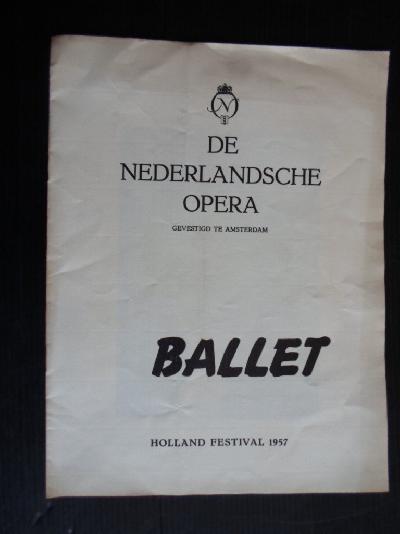 DE
NEDERLANDSCHE
OPERA
GEVESTIGD TE AMSTERDAM
BALLET
HOLLAND FESTIVAL 1957